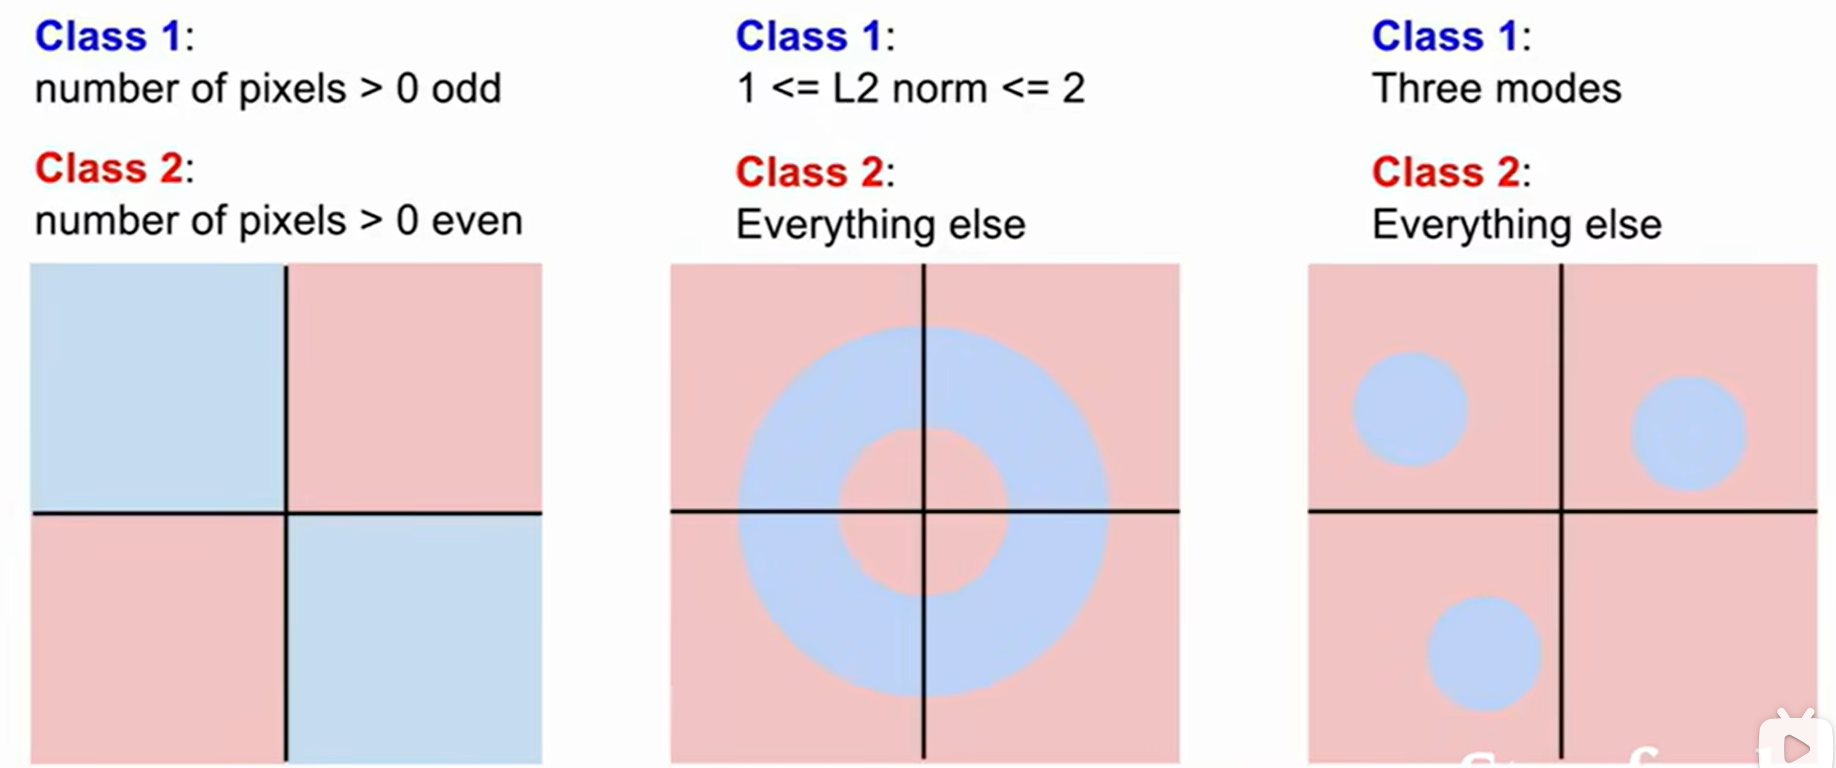 Class 1:
number of pixels > 0 odd
Class 2:
number of pixels > 0 even
Class 1:
1 <= L2 norm <= 2
Class 2:
Everything else
Class 1:
Three modes
Class 2:
Everything else